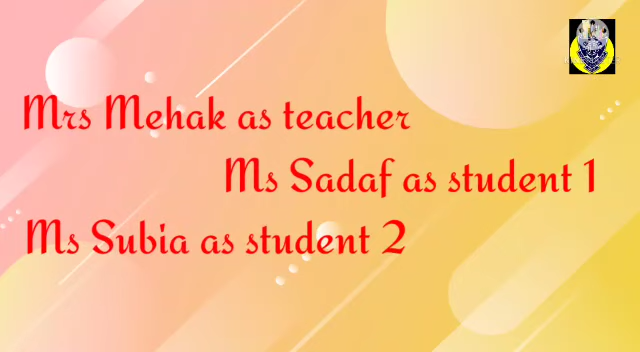 Mrs Mehak as teacher
Ms Sadaf as student 1
Ms Subia as student 2